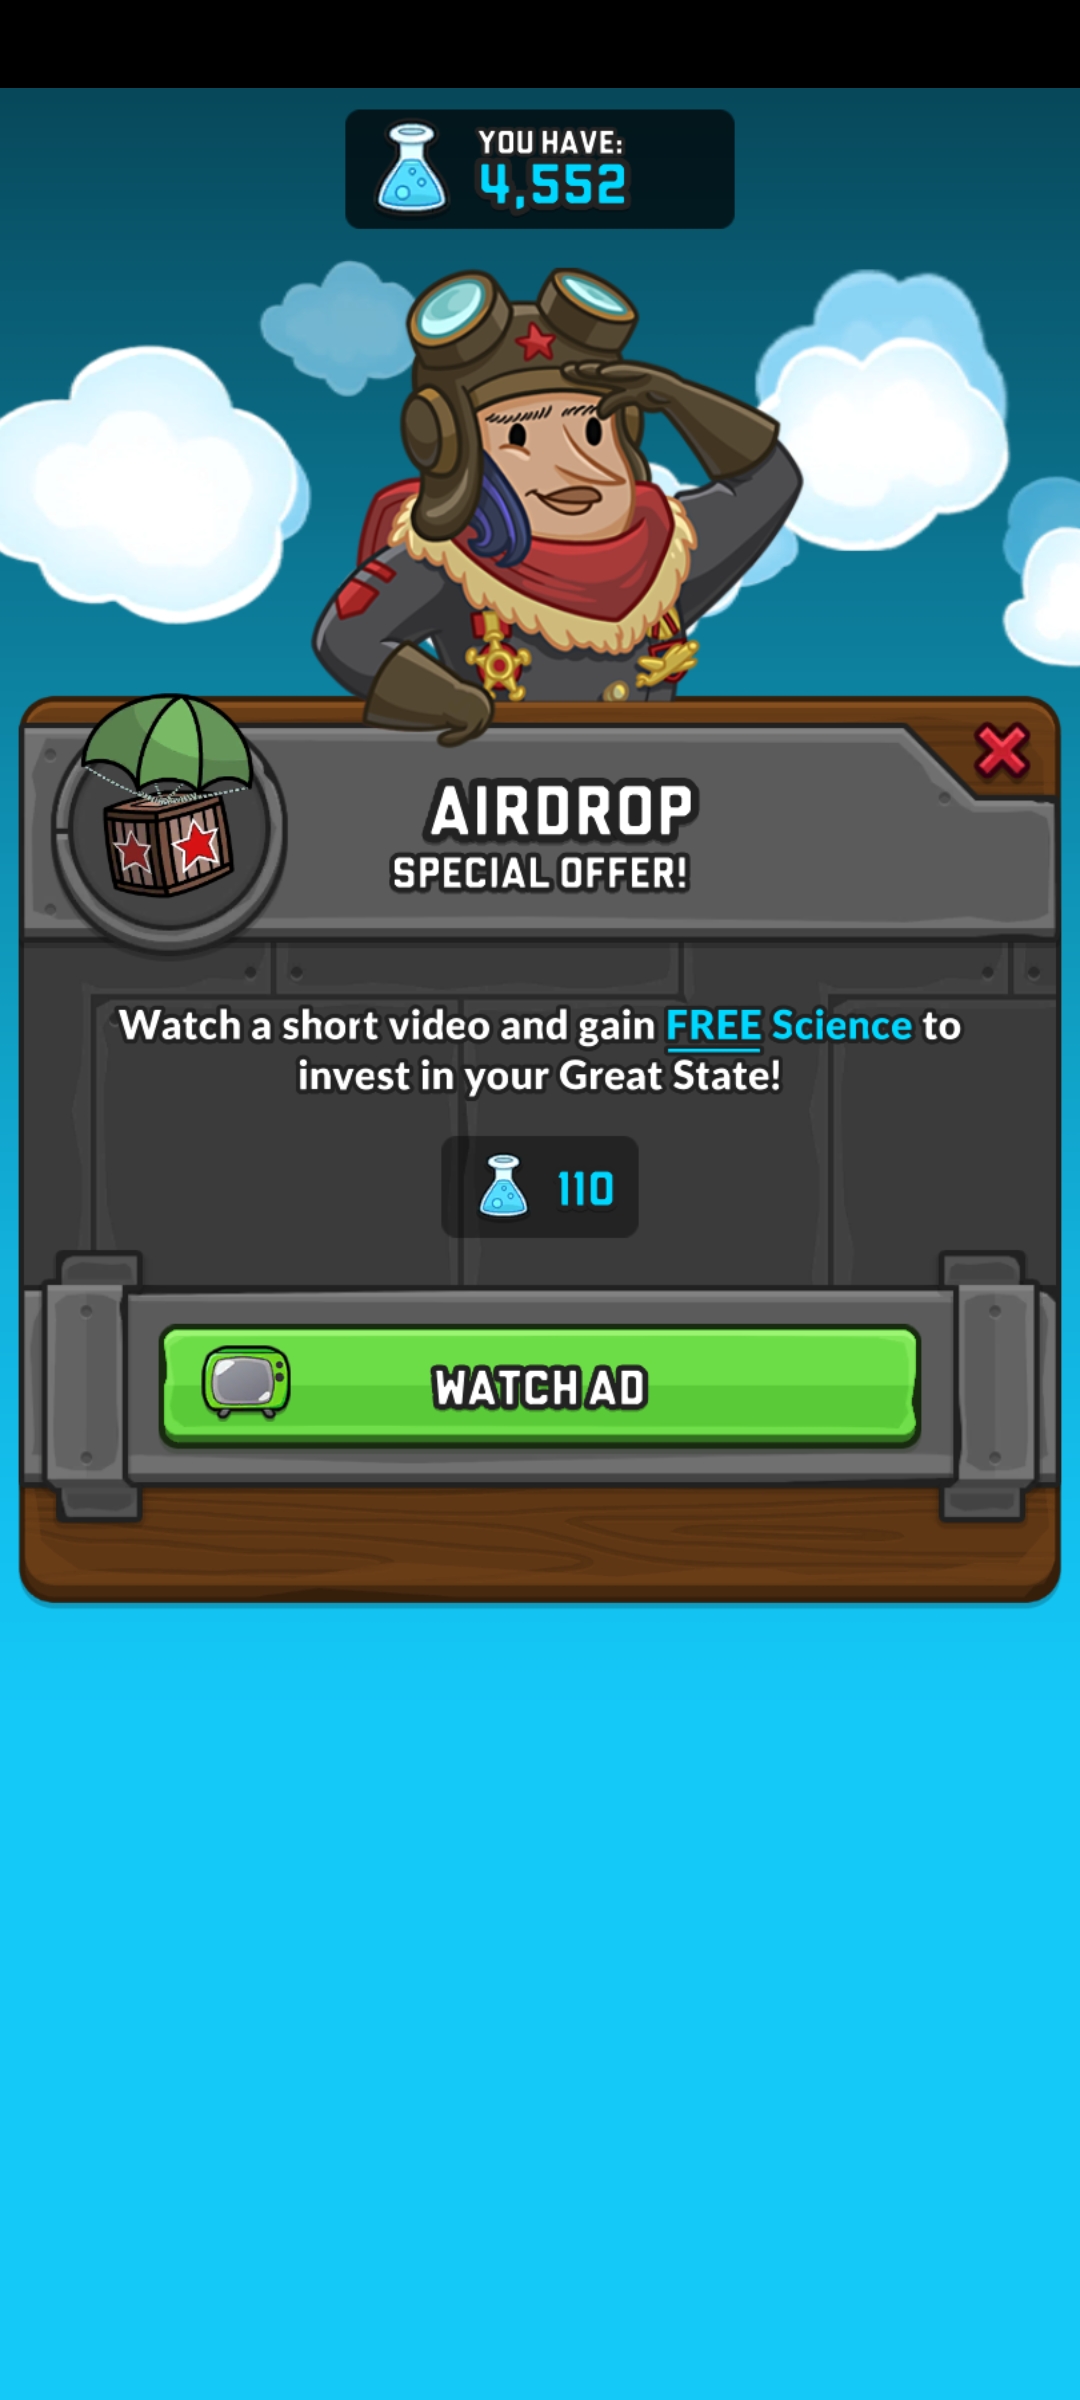 YOU HAVE:
4,552
AIRDROP
SPECIAL OFFER!
Watch a short video and gain FREE Science to
invest in your Great State!
110
WATCH AD